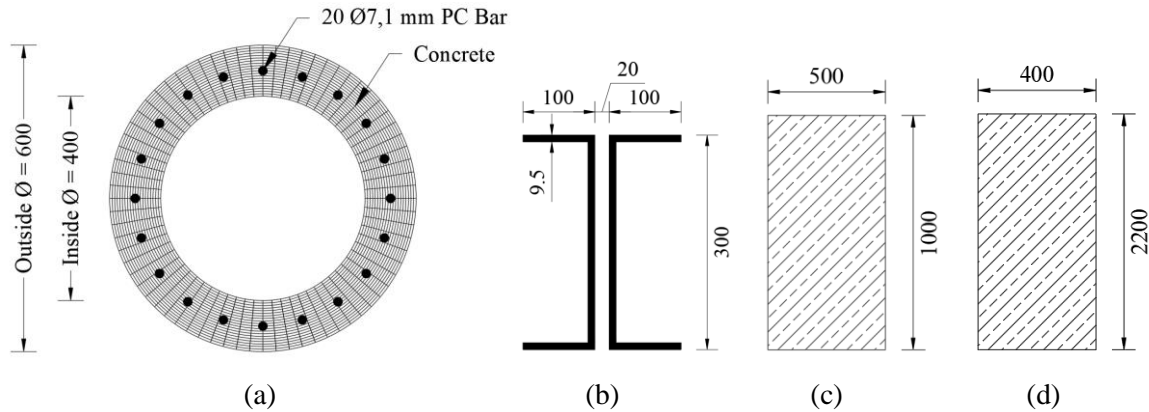 20 Ø7,1 mm PC Bar
Concrete
Outside Ø = 600
Inside Ø = 400
(a)
20
100
100
9.5
300
(b)
500
1000
(c)
400
2200
(d)